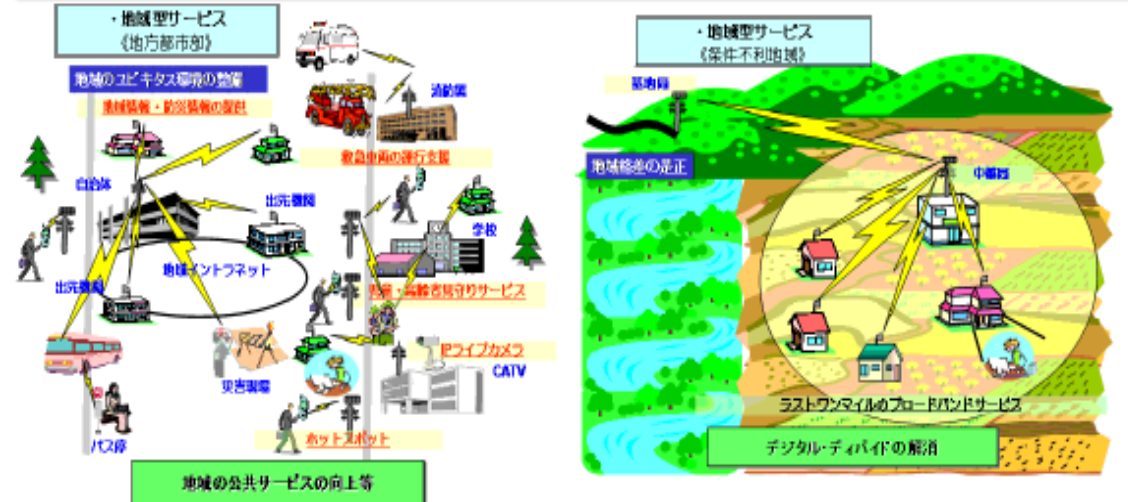 ・地域型サービス
《地方都市部》
地域のユビキタス環境の整備
地域情報・防災情報の提供
消防署
救急車両の運行支援
自治体
出先機関
学校
地域イントラネット
出先機関
児童・高齢者見守りサービス
IPライブカメラ
CATV
災害現場
バス停
ホットスポット
地域の公共サービスの向上等
・地域型サービス
《条件不利地域》
基地局
地域格差の是正
中継局
ラストワンマイルのブロードバンドサービス
デジタル・ディバイドの解消